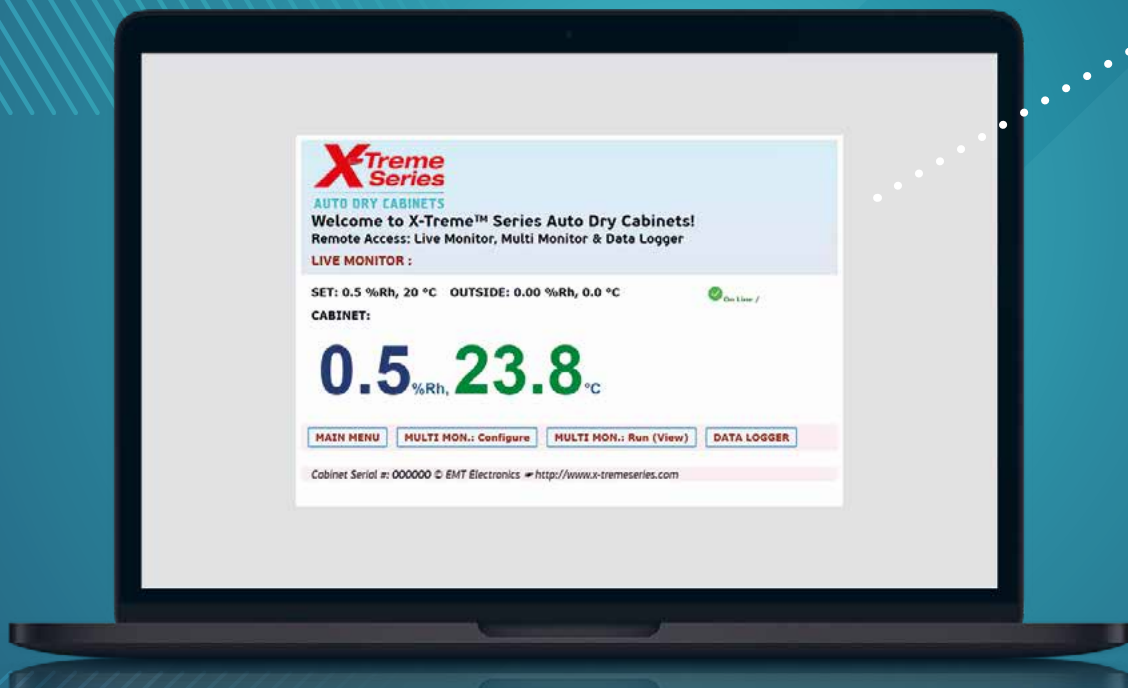 X-Treme
Series
AUTO DRY CABINETS
Welcome to X-Treme™ Series Auto Dry Cabinets!
Remote Access: Live Monitor, Multi Monitor & Data Logger
LIVE MONITOR :
SET: 0.5 %Rh, 20 °C OUTSIDE: 0.00 %Rh, 0.0 °C
On Line /
CABINET:
0.5 %Rh, 23.8 °C
MAIN MENU MULTI MON.: Configure MULTI MON.: Run (View) DATA LOGGER
Cabinet Serial #: 000000 © EMT Electronics ☛ http://www.x-tremeseries.com